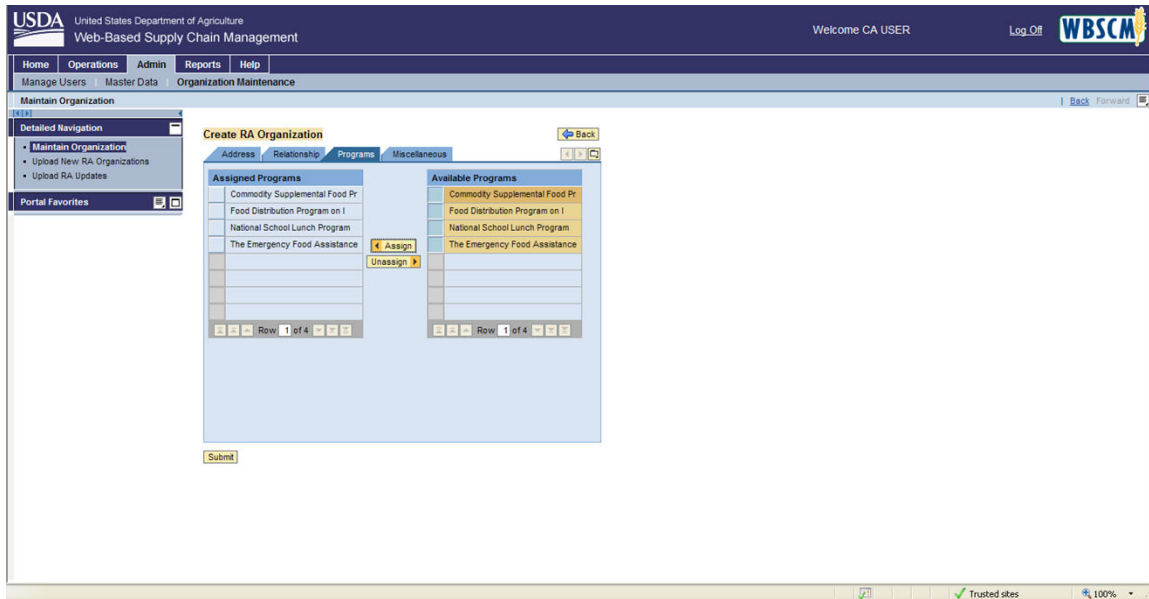 USDA United States Department of Agriculture
Web-Based Supply Chain Management
Welcome CA USER
Log Off
WBSCM
Home Operations Admin Reports Help
Manage Users Master Data Organization Maintenance
Maintain Organization
Back Forward
Detailed Navigation
Maintain Organization
Upload New RA Organizations
Upload RA Updates
Portal Favorites
Create RA Organization
Back
Address Relationship Programs Miscellaneous
Assigned Programs
Commodity Supplemental Food Pr
Food Distribution Program on I
National School Lunch Program
The Emergency Food Assistance
Row 1 of 4
Assign
Unassign
Available Programs
Commodity Supplemental Food Pr
Food Distribution Program on I
National School Lunch Program
The Emergency Food Assistance
Row 1 of 4
Submit
Trusted sites
100%